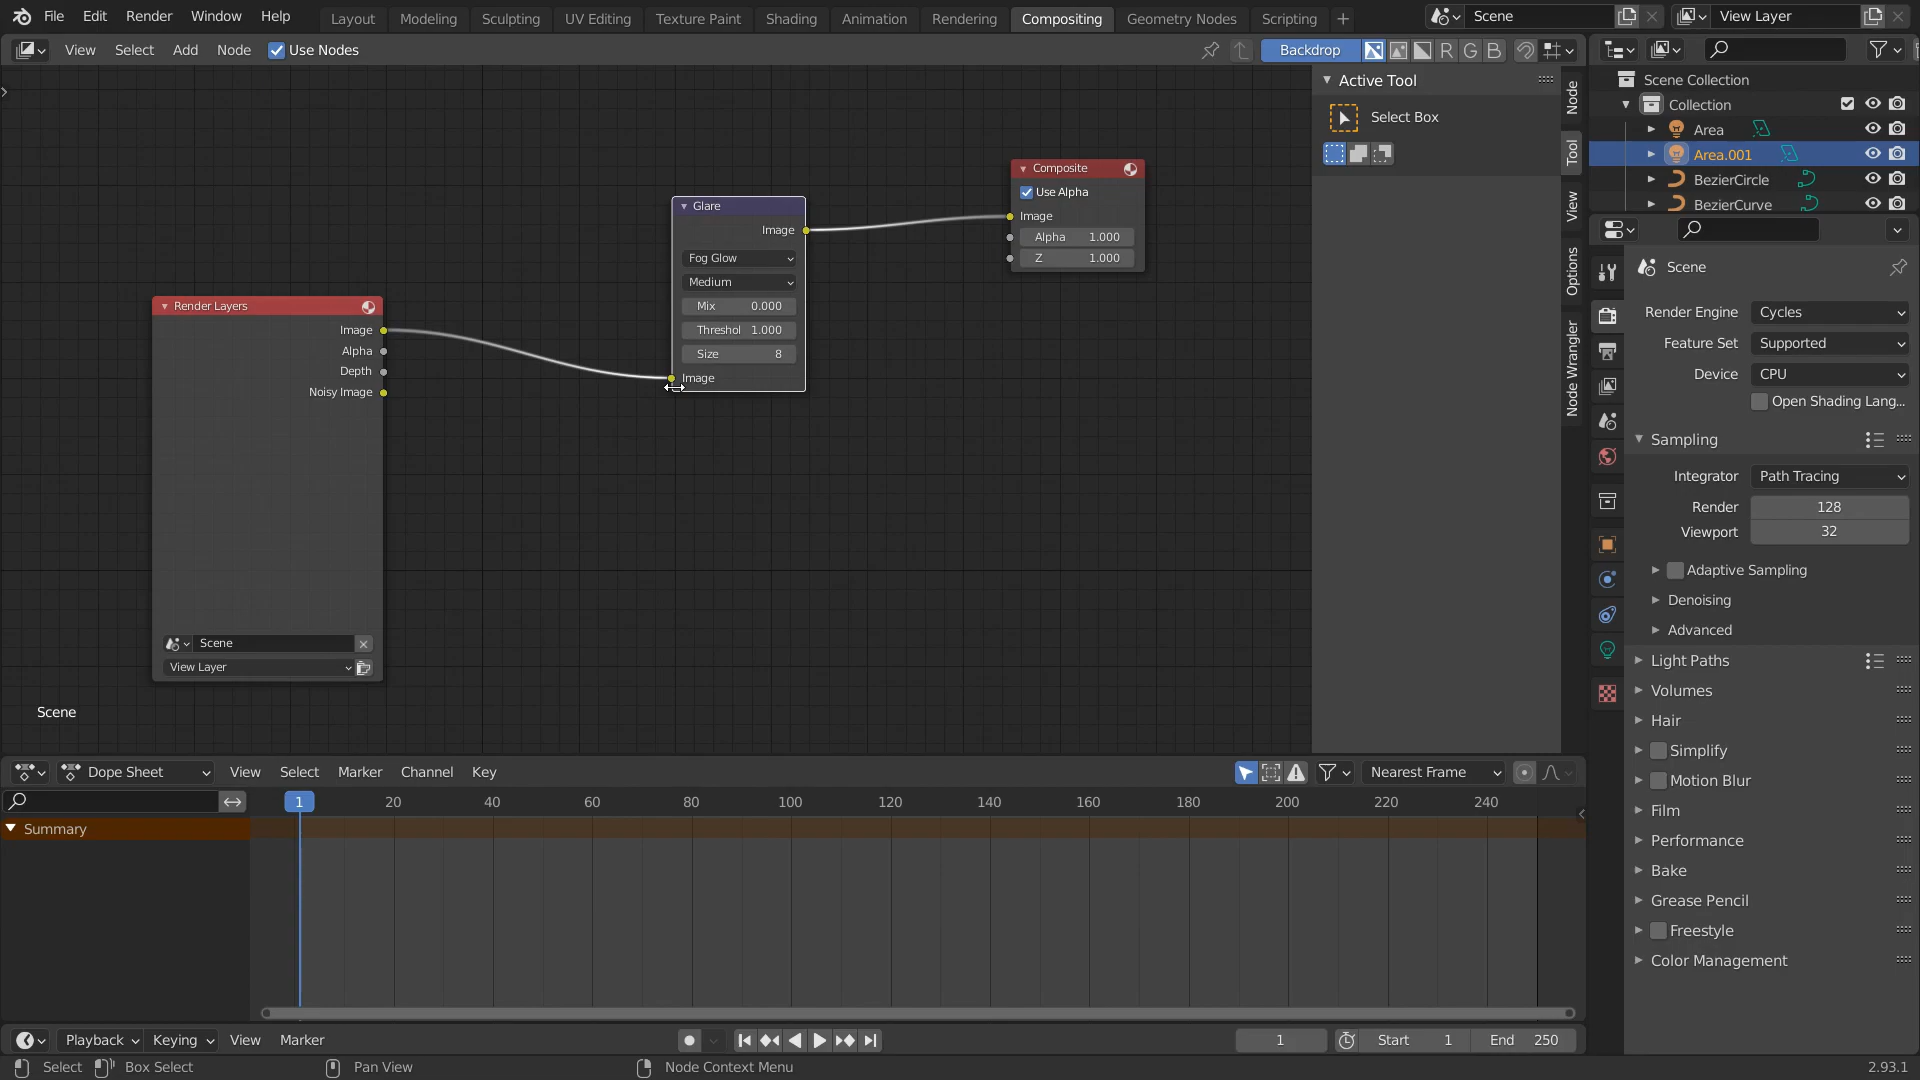 File Edit Render Window Help Layout Modeling Sculpting UV Editing Texture Paint Shading Animation Rendering Compositing Geometry Nodes Scripting Scene View Layer
View Select Add Node Use Nodes Backdrop R G B
Active Tool
Select Box
Node
Tool
View
Options
Node Wrangler
Scene Collection
Collection
Area
Area.001
BezierCircle
BezierCurve
Composite
Use Alpha
Image
Alpha 1.000
Z 1.000
Glare
Image
Fog Glow
Medium
Mix 0.000
Threshol 1.000
Size 8
Image
Render Layers
Image
Alpha
Depth
Noisy Image
Scene
View Layer
Scene
Scene
Render Engine Cycles
Feature Set Supported
Device CPU
Open Shading Lang...
Sampling
Integrator Path Tracing
Render 128
Viewport 32
Adaptive Sampling
Denoising
Advanced
Light Paths
Volumes
Hair
Simplify
Motion Blur
Film
Performance
Bake
Grease Pencil
Freestyle
Color Management
Dope Sheet View Select Marker Channel Key Nearest Frame
1 20 40 60 80 100 120 140 160 180 200 220 240
Summary
Playback Keying View Marker 1 Start 1 End 250
Select Box Select Pan View Node Context Menu 2.93.1